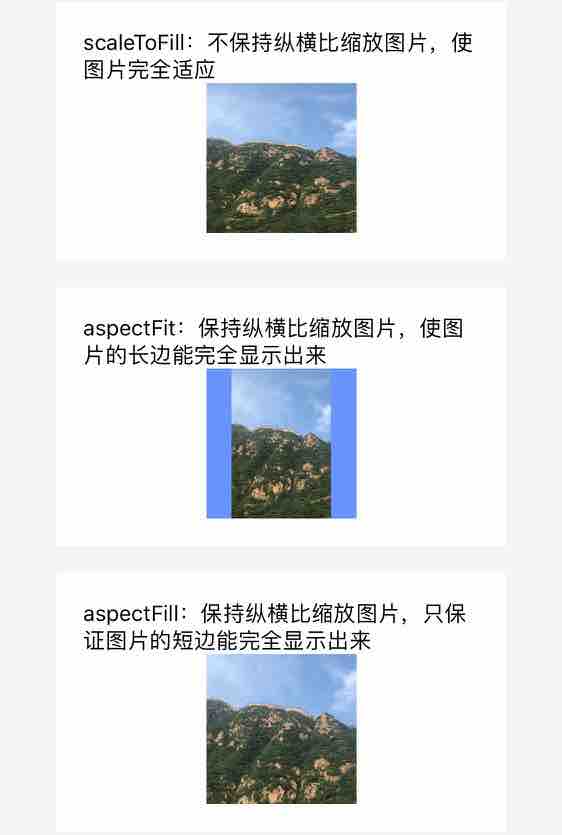 scaleToFill：不保持纵横比缩放图片，使
图片完全适应
aspectFit：保持纵横比缩放图片，使图
片的长边能完全显示出来
aspectFill：保持纵横比缩放图片，只保
证图片的短边能完全显示出来